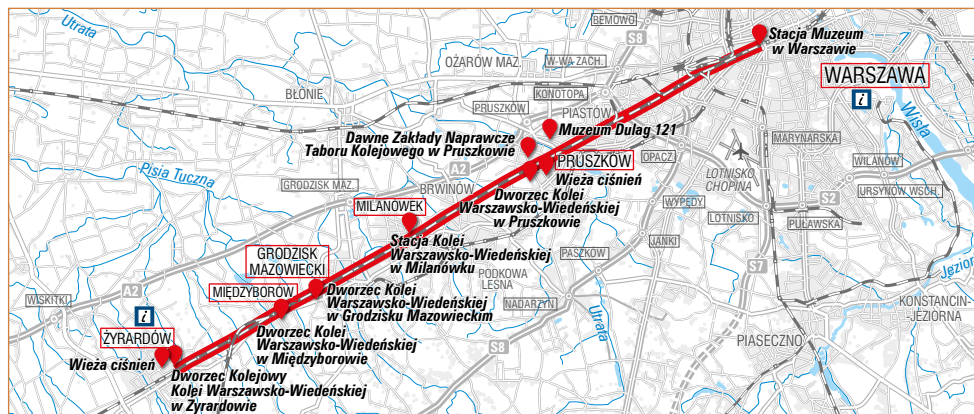 Utrata
BEMOWO
S8
Stacja Muzeum
w Warszawie
W-WA ZACH.
OŻARÓW MAZ.
WARSZAWA
i
BŁONIE
KONOTOPA
PRUSZKÓW
PIASTÓW
Wisła
Dawne Zakłady Naprawcze
Taboru Kolejowego w Pruszkowie
Muzeum Dulag 121
MARYNARSKA
Pisia Tuczna
A2
PRUSZKÓW
OPACZ
WILANÓW
GRODZISK MAZ.
BRWINÓW
Wieża ciśnień
LOTNISKO
CHOPINA
URSYNÓW WSCH.
MILANÓWEK
Dworzec Kolei
Warszawsko-Wiedeńskiej
w Pruszkowie
WYPĘDY
S2
LOTNISKO
PUŁAWSKA
Stacja Kolei
Warszawsko-Wiedeńskiej
w Milanówku
JANKI
PASZKÓW
GRODZISK
MAZOWIECKI
S7
Jezior
PODKOWA
LEŚNA
A2
MIĘDZYBORÓW
WISKITKI
Dworzec Kolei
Warszawsko-Wiedeńskiej
w Grodzisku Mazowieckim
NADARZYN
Utrata
KONSTANCIN-
-JEZIORNA
i
ŻYRARDÓW
Dworzec Kolei
Warszawsko-Wiedeńskiej
w Międzyborowie
S8
PIASECZNO
Wieża ciśnień
Dworzec Kolejowy
Kolei Warszawsko-Wiedeńskiej
w Żyrardowie